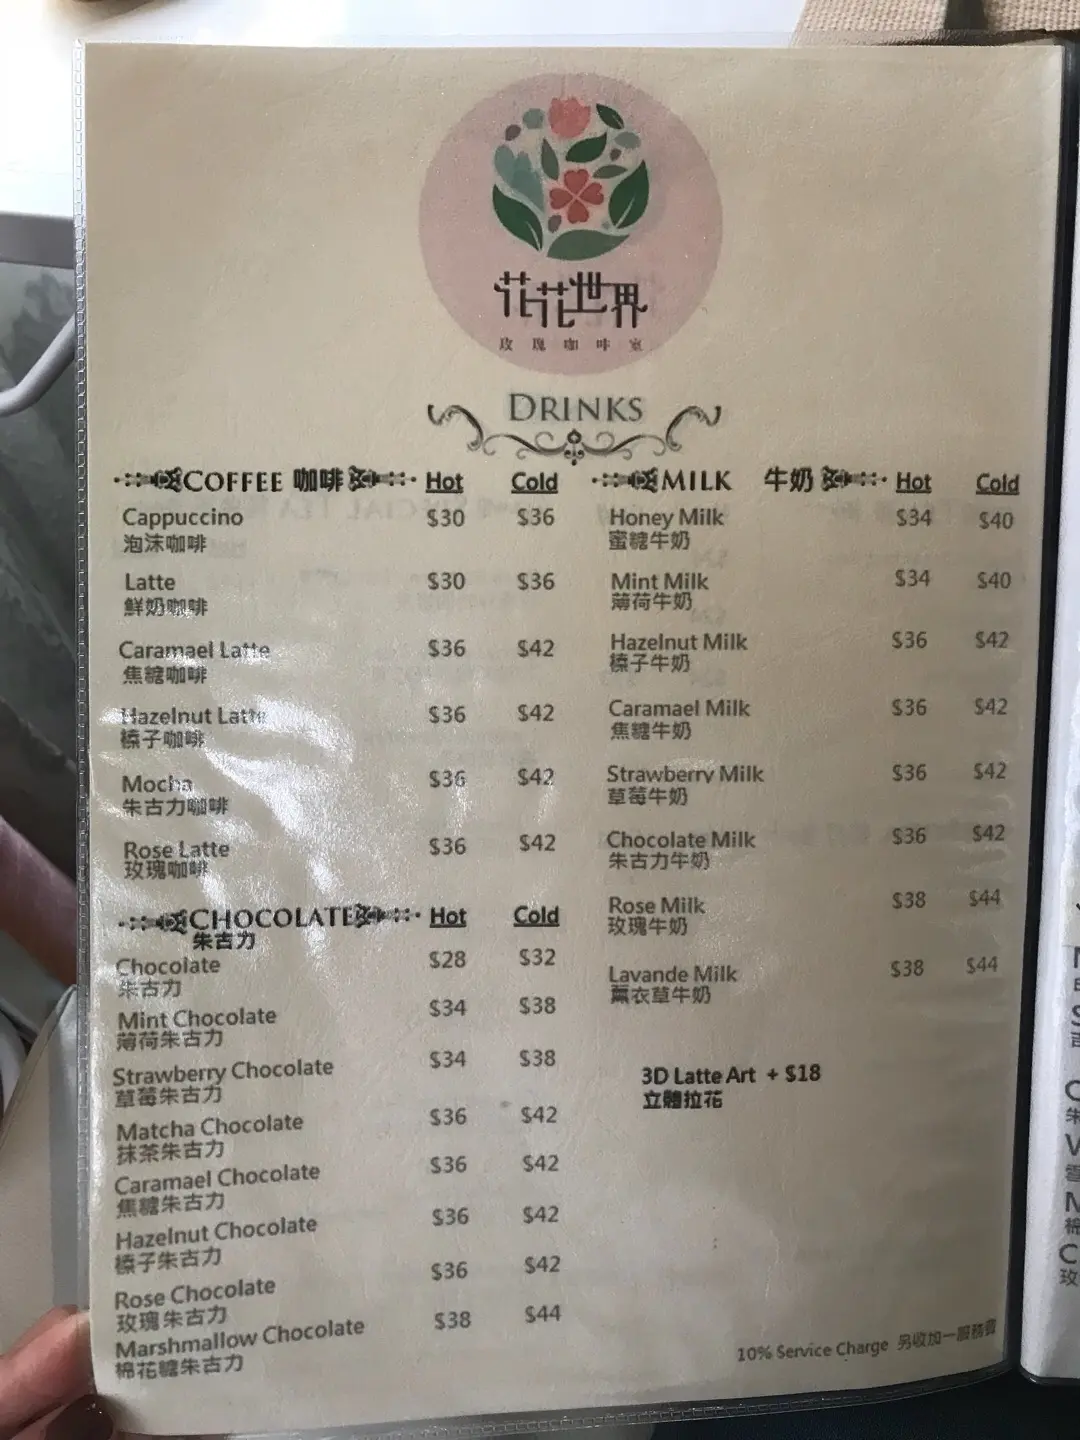 花花世界
玫瑰咖啡室
DRINKS
COFFEE 咖啡 Hot Cold
Cappuccino $30 $36
泡沫咖啡
Latte $30 $36
鮮奶咖啡
Caramael Latte $36 $42
焦糖咖啡
Hazelnut Latte $36 $42
榛子咖啡
Mocha $36 $42
朱古力咖啡
Rose Latte $36 $42
玫瑰咖啡
CHOCOLATE Hot Cold
朱古力
Chocolate $28 $32
朱古力
Mint Chocolate $34 $38
薄荷朱古力
Strawberry Chocolate $34 $38
草莓朱古力
Matcha Chocolate $36 $42
抹茶朱古力
Caramael Chocolate $36 $42
焦糖朱古力
Hazelnut Chocolate $36 $42
榛子朱古力
Rose Chocolate $36 $42
玫瑰朱古力
Marshmallow Chocolate $38 $44
棉花糖朱古力
MILK 牛奶 Hot Cold
Honey Milk $34 $40
蜜糖牛奶
Mint Milk $34 $40
薄荷牛奶
Hazelnut Milk $36 $42
榛子牛奶
Caramael Milk $36 $42
焦糖牛奶
Strawberry Milk $36 $42
草莓牛奶
Chocolate Milk $36 $42
朱古力牛奶
Rose Milk $38 $44
玫瑰牛奶
Lavande Milk $38 $44
薰衣草牛奶
3D Latte Art + $18
立體拉花
10% Service Charge 另收加一服務費